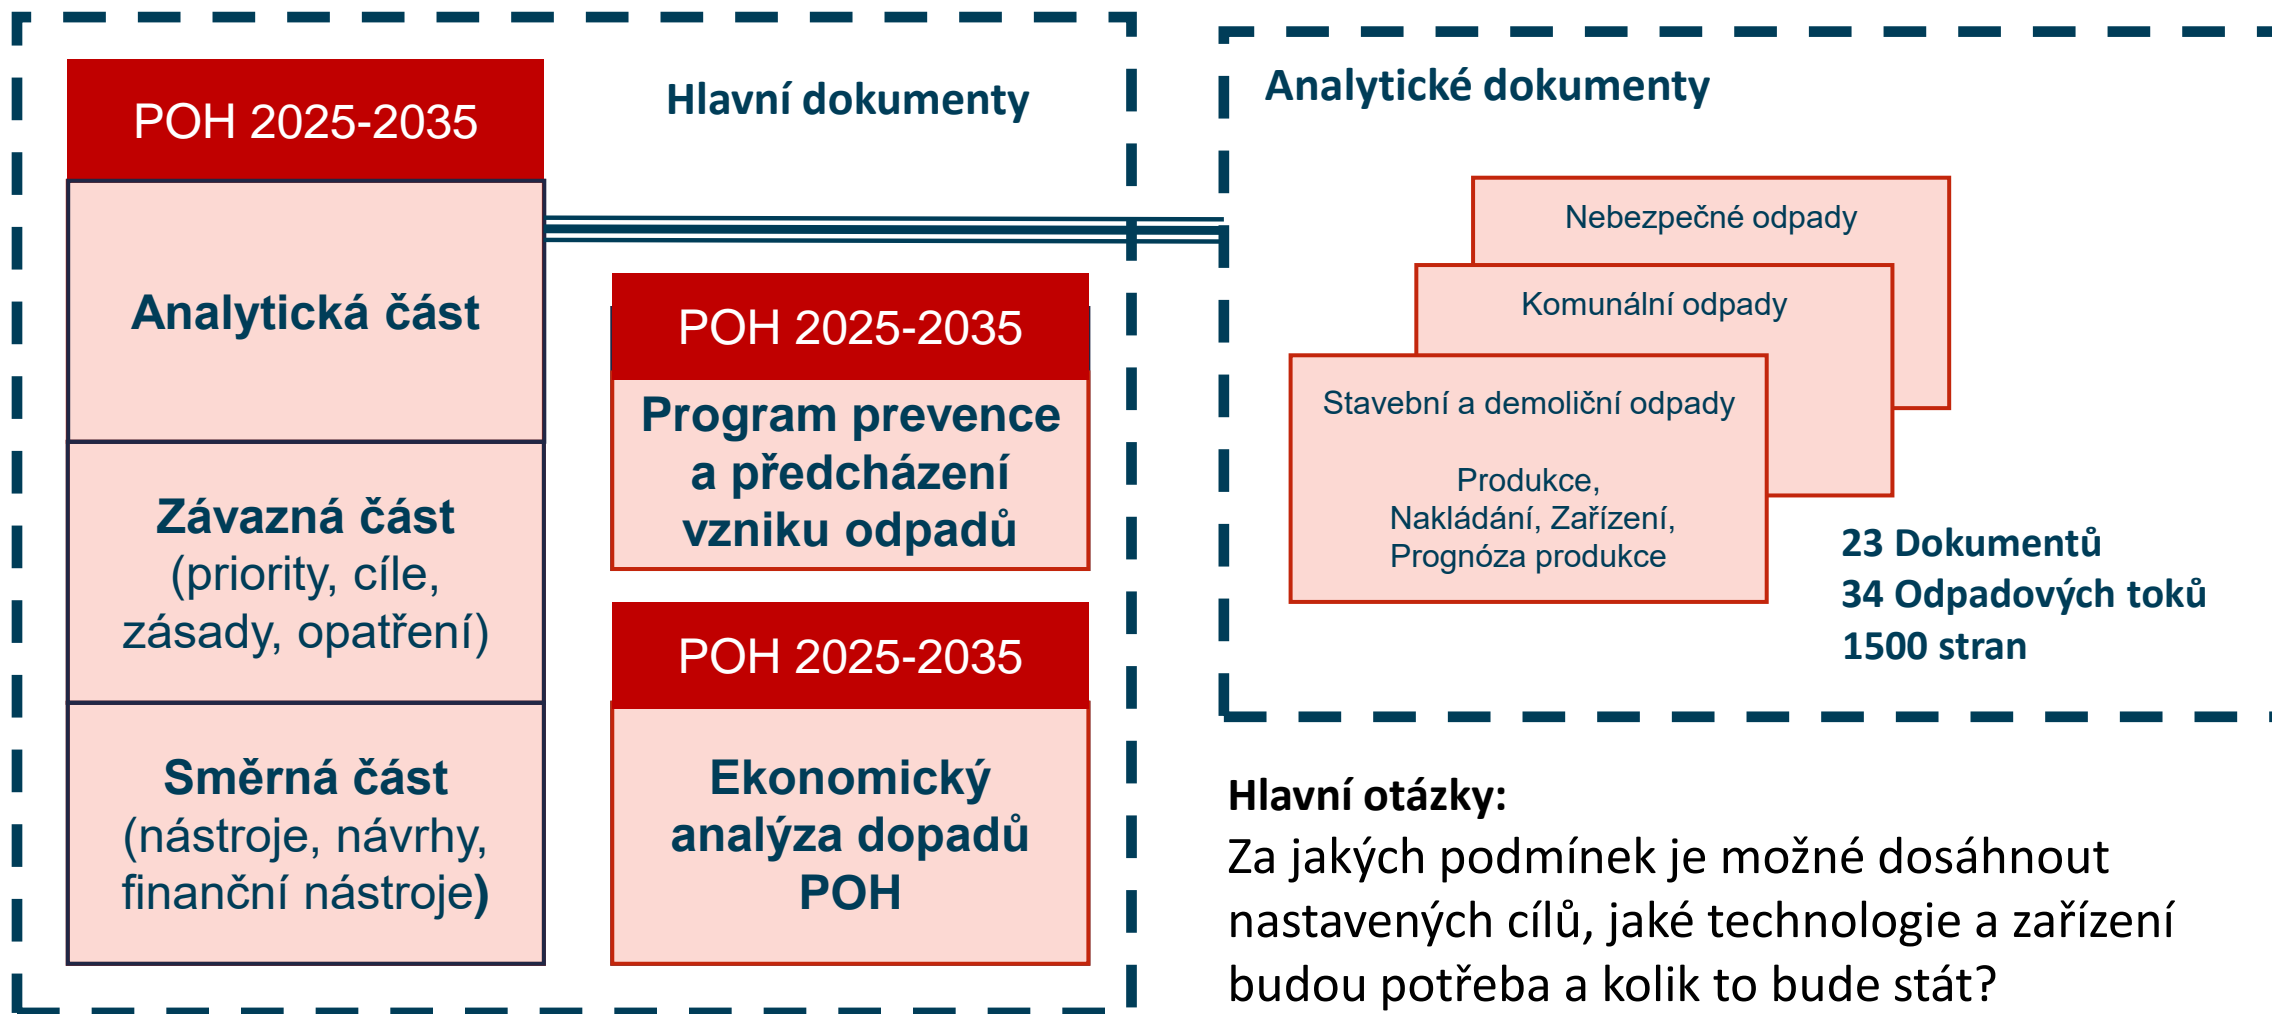 Hlavní dokumenty
POH 2025-2035
Analytická část
Závazná část
(priority, cíle,
zásady, opatření)
Směrná část
(nástroje, návrhy,
finanční nástroje)
POH 2025-2035
Program prevence
a předcházení
vzniku odpadů
POH 2025-2035
Ekonomický
analýza dopadů
POH
Analytické dokumenty
Nebezpečné odpady
Komunální odpady
Stavební a demoliční odpady
Produkce,
Nakládání, Zařízení,
Prognóza produkce
23 Dokumentů
34 Odpadových toků
1500 stran
Hlavní otázky:
Za jakých podmínek je možné dosáhnout
nastavených cílů, jaké technologie a zařízení
budou potřeba a kolik to bude stát?